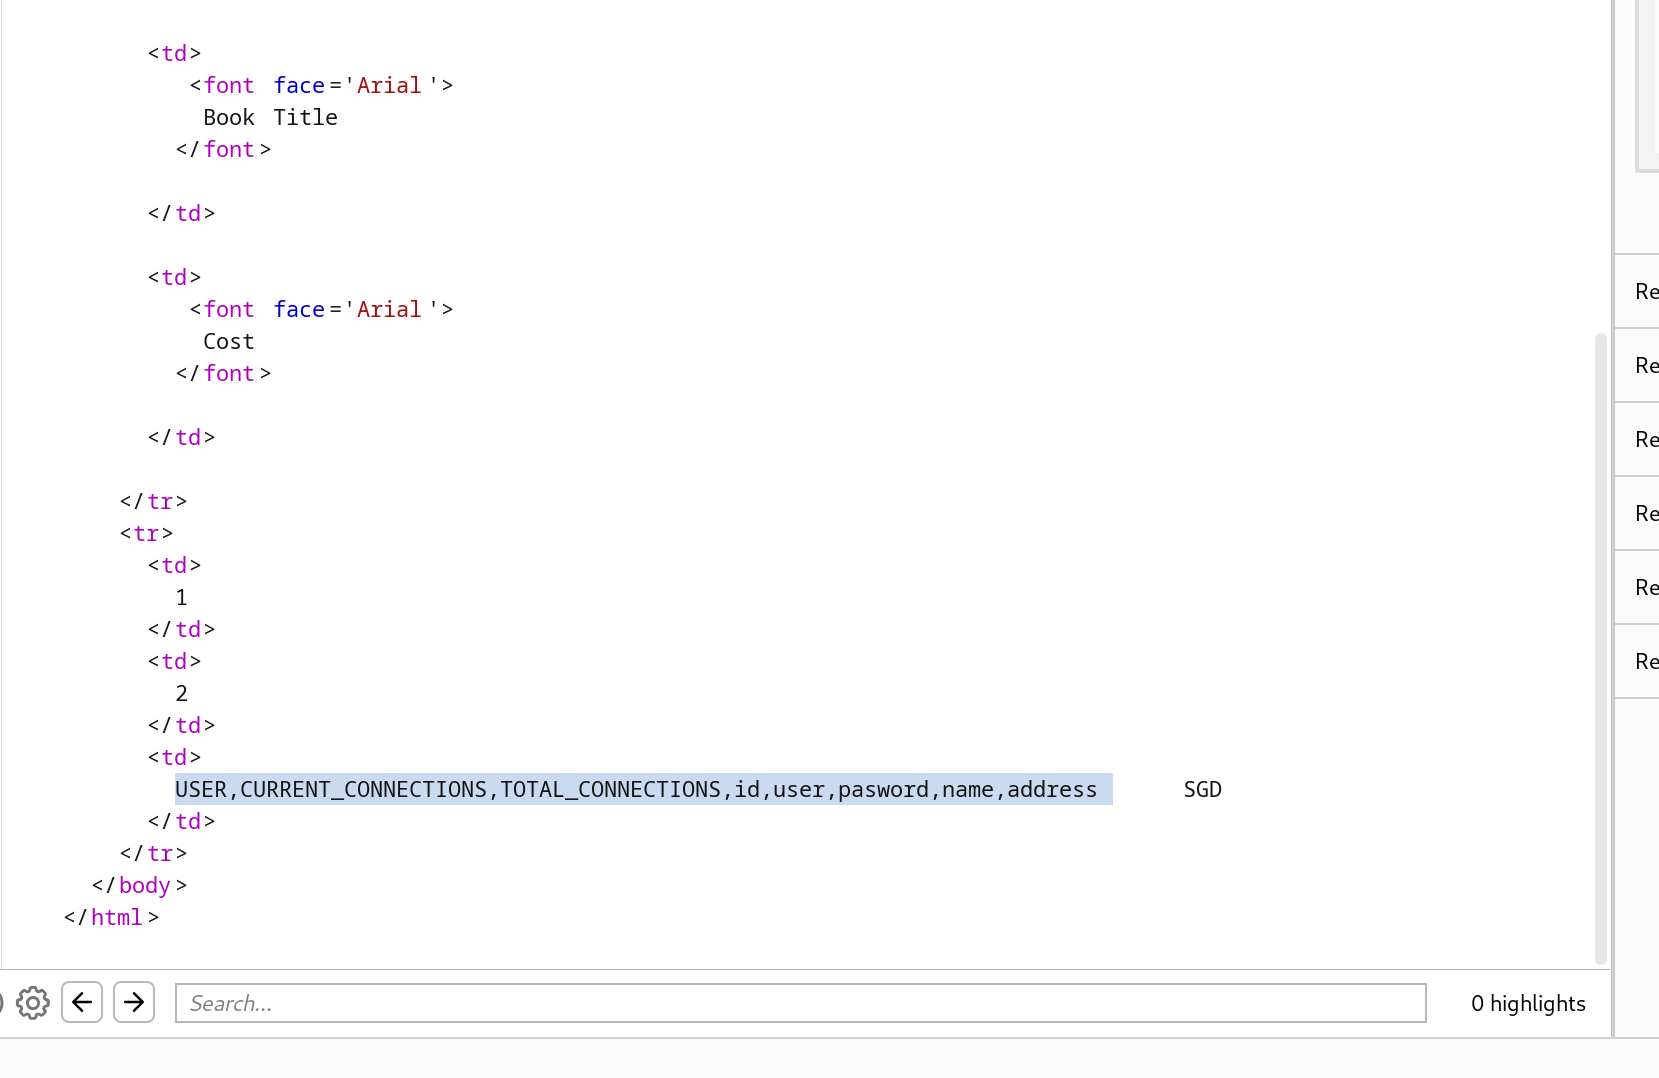 <td>
<font face='Arial'>
Book Title
</font>
</td>
<td>
<font face='Arial'>
Cost
</font>
</td>
</tr>
<tr>
<td>
1
</td>
<td>
2
</td>
<td>
USER,CURRENT_CONNECTIONS,TOTAL_CONNECTIONS,id,user,pasword,name,address SGD
</td>
</tr>
</body>
</html>
Search...
0 highlights
Re
Re
Re
Re
Re
Re